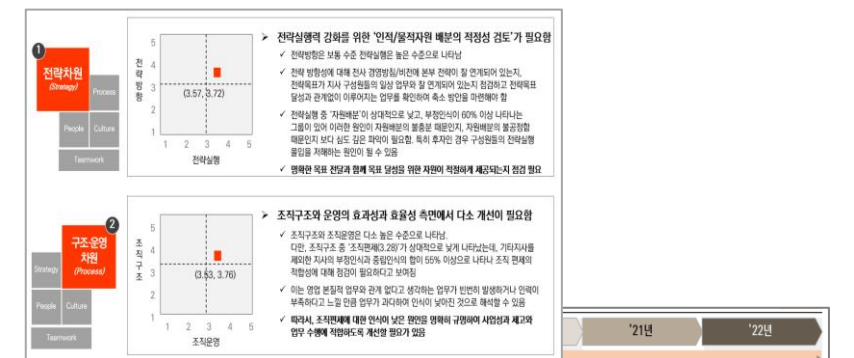 1
전략차원
(Strategy)
Process
People
Culture
Teamwork
전략방향
5
4
3
2
1
(3.57, 3.72)
1 2 3 4 5
전략실행
➢ 전략실행력 강화를 위한 '인적/물적자원 배분의 적정성 검토'가 필요함
✓ 전략방향은 보통 수준 전략실행은 높은 수준으로 나타남
✓ 전략 방향성에 대해 전사 경영방침/비전에 본부 전략이 잘 연계되어 있는지,
전략목표가 지사 구성원들의 일상 업무와 잘 연계되어 있는지 점검하고 전략목표
달성과 관계없이 이루어지는 업무를 확인하여 축소 방안을 마련해야 함
✓ 전략실행 중 '자원배분'이 상대적으로 낮고, 부정인식이 60% 이상 나타나는
그룹이 있어 이러한 원인이 자원배분의 불충분 때문인지, 자원배분의 불공정함
때문인지 보다 심도 깊은 파악이 필요함. 특히 후자인 경우 구성원들의 전략실행
몰입을 저해하는 원인이 될 수 있음
✓ 명확한 목표 전달과 함께 목표 달성을 위한 자원이 적절하게 제공되는지 점검 필요
2
구조·운영
차원
(Process)
Strategy
People
Culture
Teamwork
조직구조
5
4
3
2
1
(3.53, 3.76)
1 2 3 4 5
조직운영
➢ 조직구조와 운영의 효과성과 효율성 측면에서 다소 개선이 필요함
✓ 조직구조와 조직운영은 다소 높은 수준으로 나타남.
다만, 조직구조 중 '조직편제(3.28)'가 상대적으로 낮게 나타났는데, 기타지사를
제외한 지사의 부정인식과 중립인식의 합이 55% 이상으로 나타나 조직 편제의
적합성에 대해 점검이 필요하다고 보여짐
✓ 이는 영업 본질적 업무와 관계 없다고 생각하는 업무가 빈번히 발생하거나 인력이
부족하다고 느낄 만큼 업무가 과다하여 인식이 낮아진 것으로 해석할 수 있음
✓ 따라서, 조직편제에 대한 인식이 낮은 원인을 명확히 규명하여 사업성과 제고와
업무 수행에 적합하도록 개선할 필요가 있음
'21년
'22년